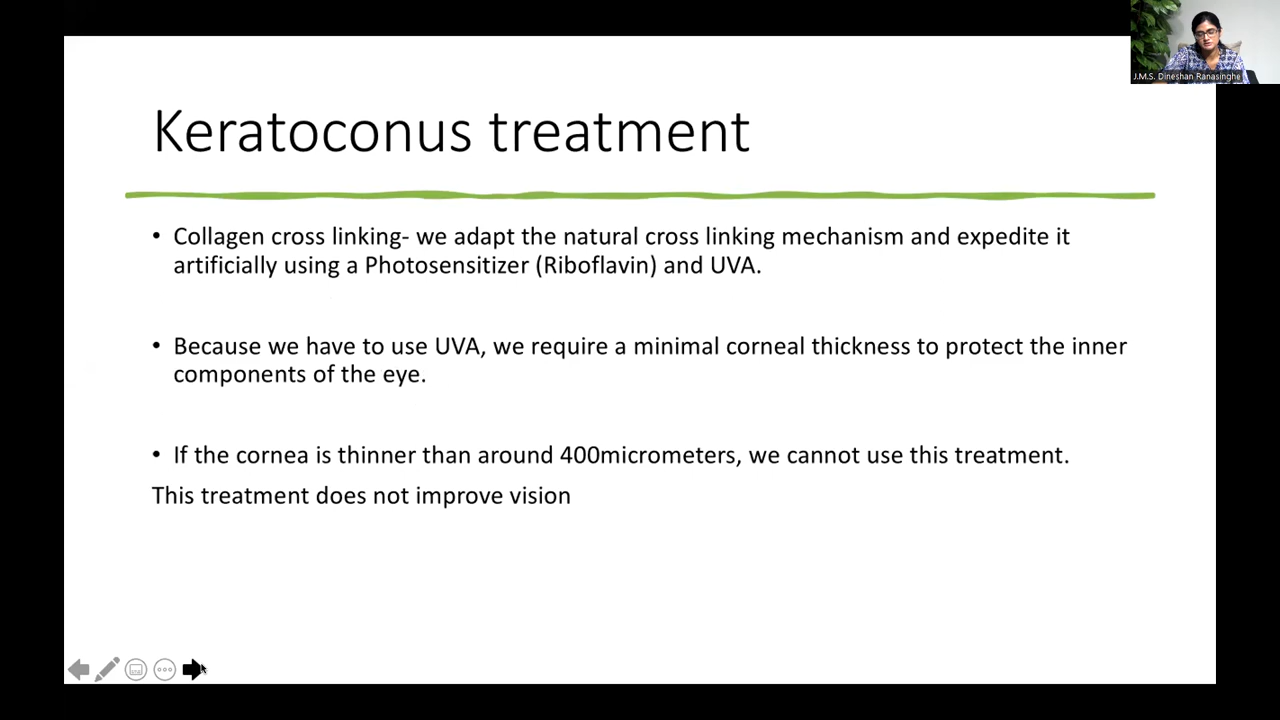 J.M.S. Dineshan Ranasinghe
Keratoconus treatment
• Collagen cross linking- we adapt the natural cross linking mechanism and expedite it
artificially using a Photosensitizer (Riboflavin) and UVA.
• Because we have to use UVA, we require a minimal corneal thickness to protect the inner
components of the eye.
• If the cornea is thinner than around 400micrometers, we cannot use this treatment.
This treatment does not improve vision